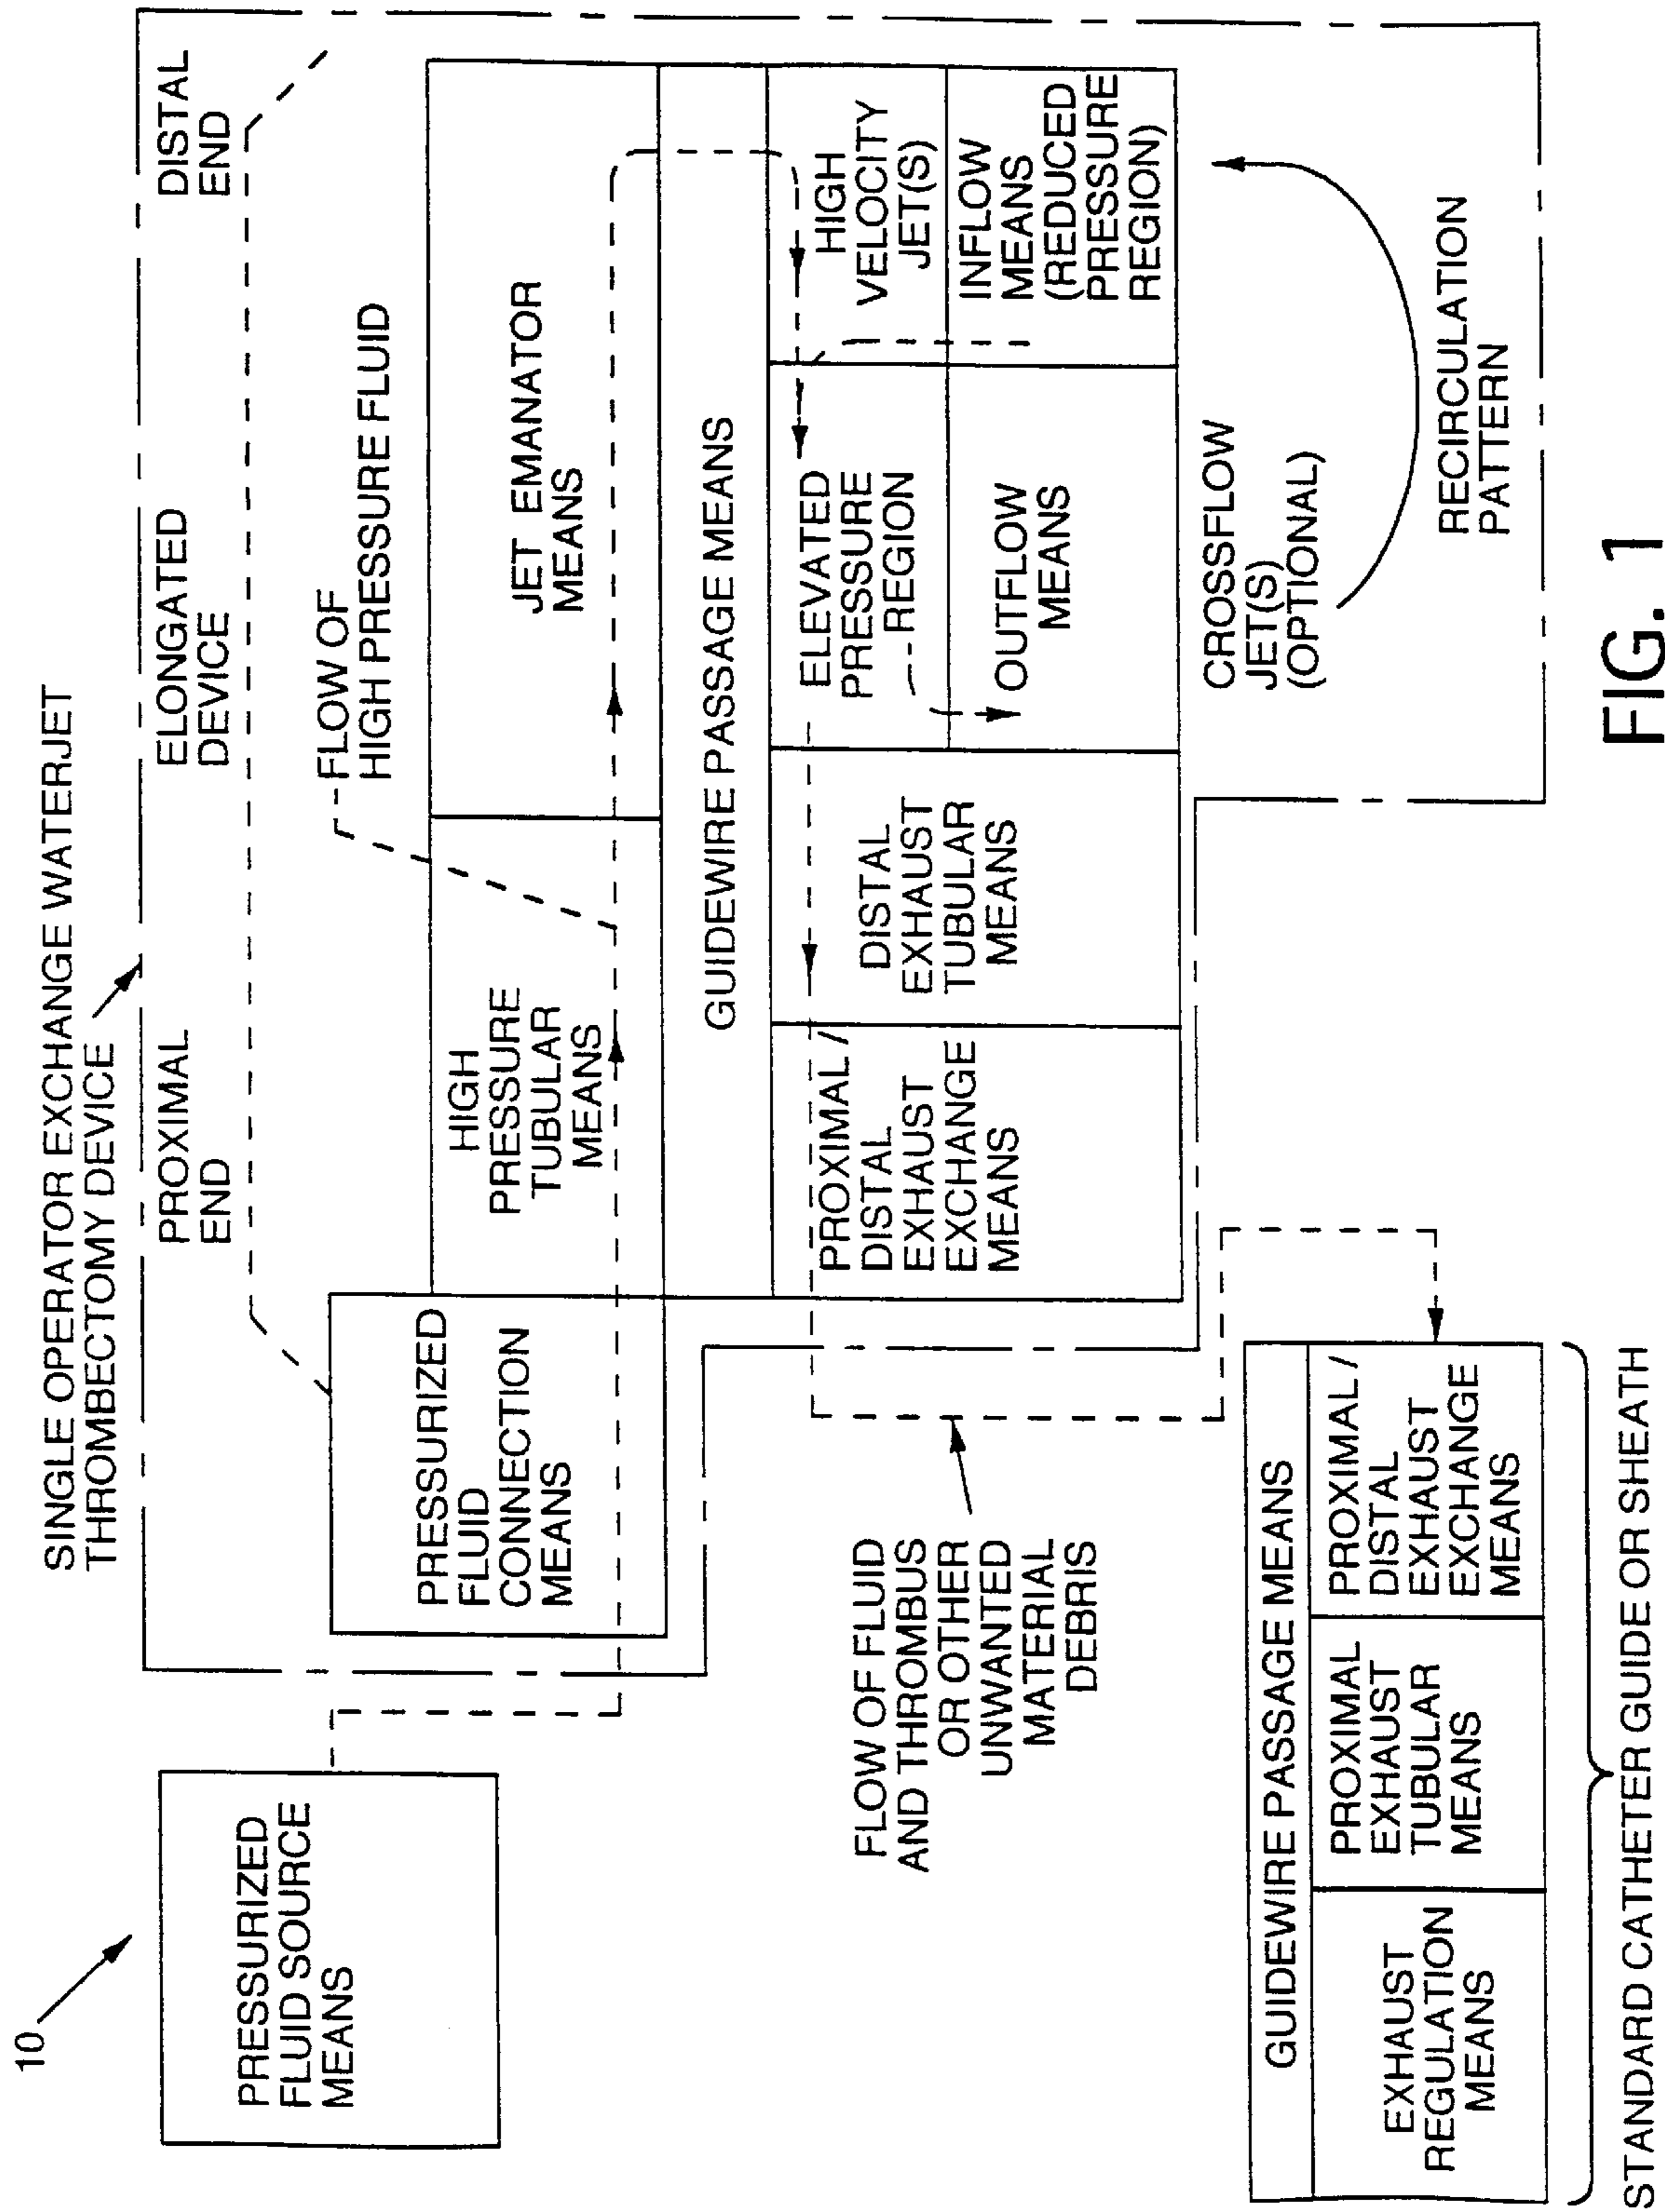 10
SINGLE OPERATOR EXCHANGE WATERJET
THROMBECTOMY DEVICE
PROXIMAL
END
ELONGATED
DEVICE
DISTAL
END
PRESSURIZED
FLUID SOURCE
MEANS
FLOW OF
HIGH PRESSURE FLUID
PRESSURIZED
FLUID
CONNECTION
MEANS
HIGH
PRESSURE
TUBULAR
MEANS
JET EMANATOR
MEANS
GUIDEWIRE PASSAGE MEANS
PROXIMAL /
DISTAL
EXHAUST
EXCHANGE
MEANS
DISTAL
EXHAUST
TUBULAR
MEANS
ELEVATED
PRESSURE
REGION
HIGH
VELOCITY
JET(S)
OUTFLOW
MEANS
INFLOW
MEANS
(REDUCED
PRESSURE
REGION)
FLOW OF FLUID
AND THROMBUS
OR OTHER
UNWANTED
MATERIAL
DEBRIS
CROSSFLOW
JET(S)
(OPTIONAL)
RECIRCULATION
PATTERN
GUIDEWIRE PASSAGE MEANS
EXHAUST
REGULATION
MEANS
PROXIMAL
EXHAUST
TUBULAR
MEANS
PROXIMAL /
DISTAL
EXHAUST
EXCHANGE
MEANS
STANDARD CATHETER GUIDE OR SHEATH
FIG. 1